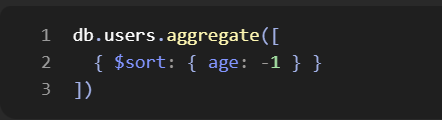 1 db.users.aggregate([
2   { $sort: { age: -1 } }
3 ])